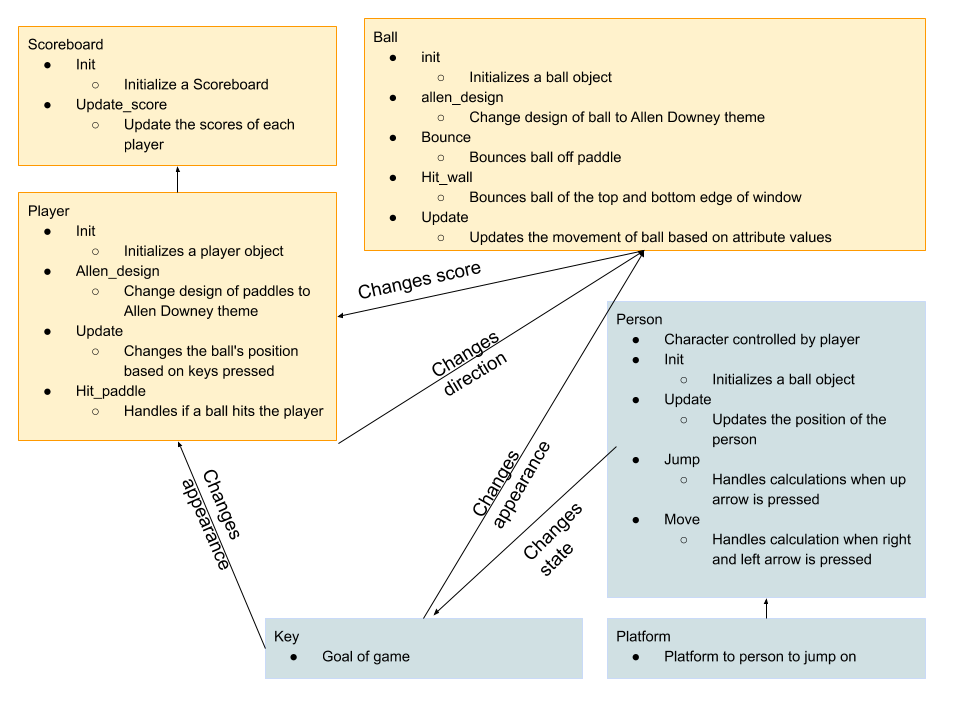 Scoreboard
● Init
○ Initialize a Scoreboard
● Update_score
○ Update the scores of each
player
Ball
● init
○ Initializes a ball object
● allen_design
○ Change design of ball to Allen Downey theme
● Bounce
○ Bounces ball off paddle
● Hit_wall
○ Bounces ball of the top and bottom edge of window
● Update
○ Updates the movement of ball based on attribute values
Player
● Init
○ Initializes a player object
● Allen_design
○ Change design of paddles to
Allen Downey theme
● Update
○ Changes the ball's position
based on keys pressed
● Hit_paddle
○ Handles if a ball hits the player
Changes score
Changes
direction
Changes
appearance
Changes
appearance
Changes
state
Person
● Character controlled by player
● Init
○ Initializes a ball object
● Update
○ Updates the position of the
person
● Jump
○ Handles calculations when up
arrow is pressed
● Move
○ Handles calculation when right
and left arrow is pressed
Key
● Goal of game
Platform
● Platform to person to jump on